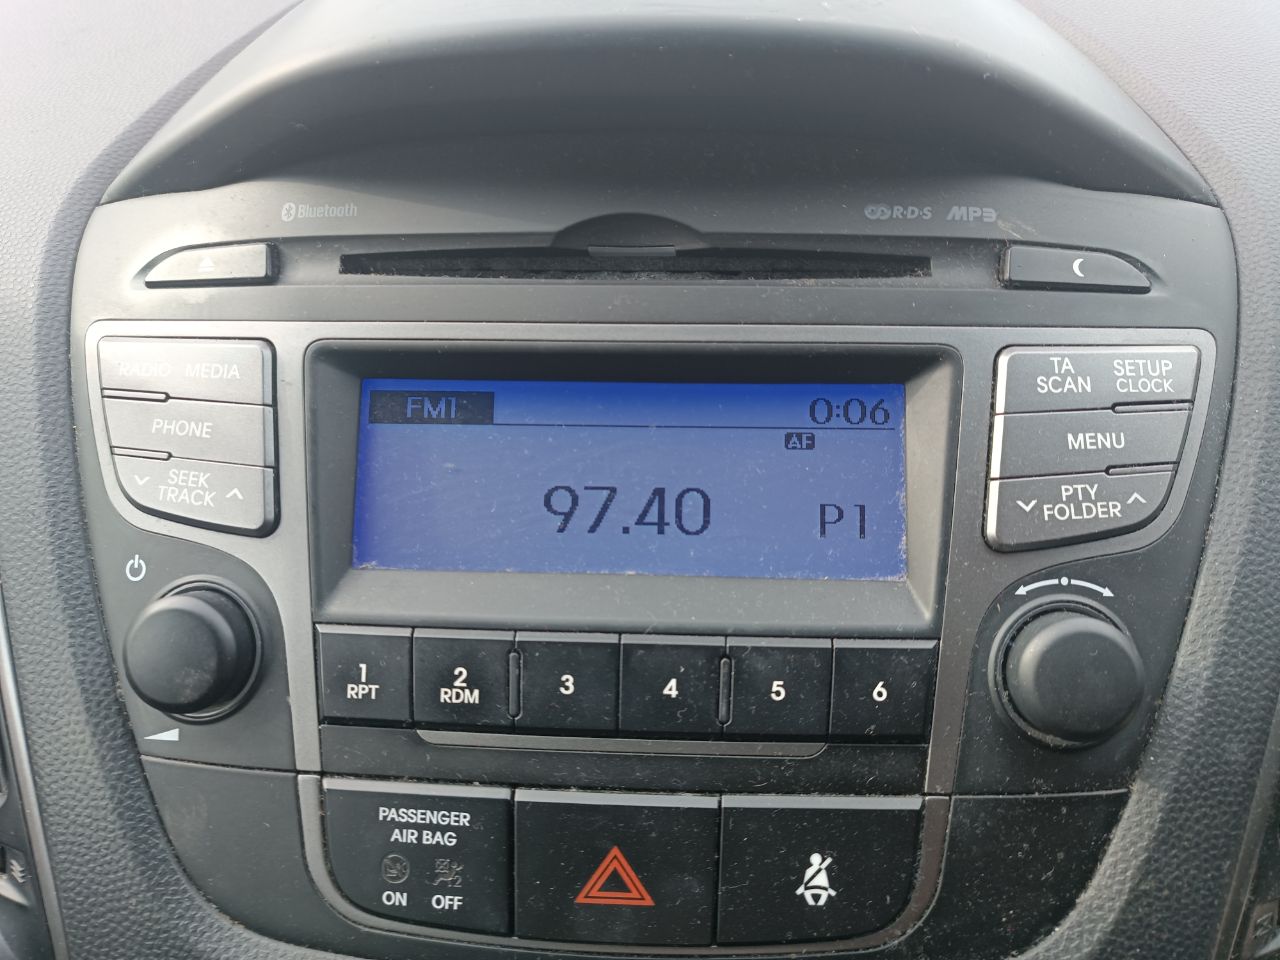 Bluetooth
R·D·S MP3
RADIO MEDIA
PHONE
SEEK
TRACK
FM1 0:06
AF
97.40 P1
TA
SCAN
SETUP
CLOCK
MENU
PTY
FOLDER
1
RPT
2
RDM
3
4
5
6
PASSENGER
AIR BAG
ON OFF